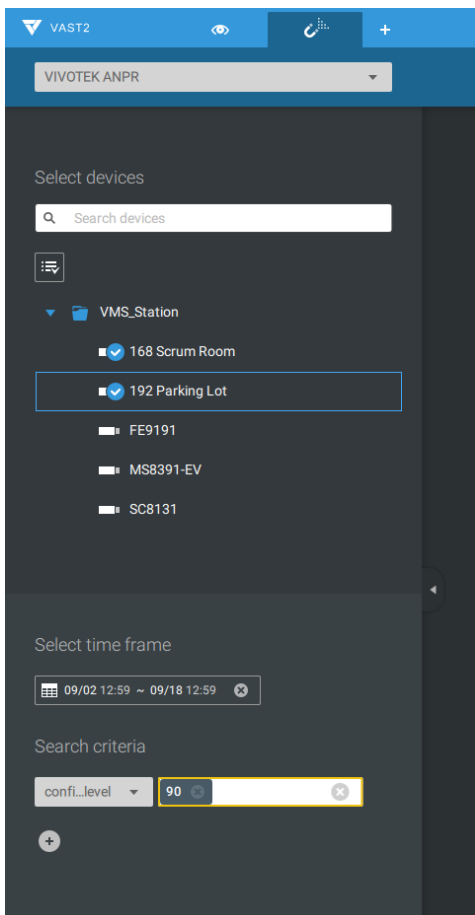 VAST2
VIVOTEK ANPR
Select devices
Search devices
VMS_Station
168 Scrum Room
192 Parking Lot
FE9191
MS8391-EV
SC8131
Select time frame
09/02 12:59 ~ 09/18 12:59
Search criteria
confi...level 90